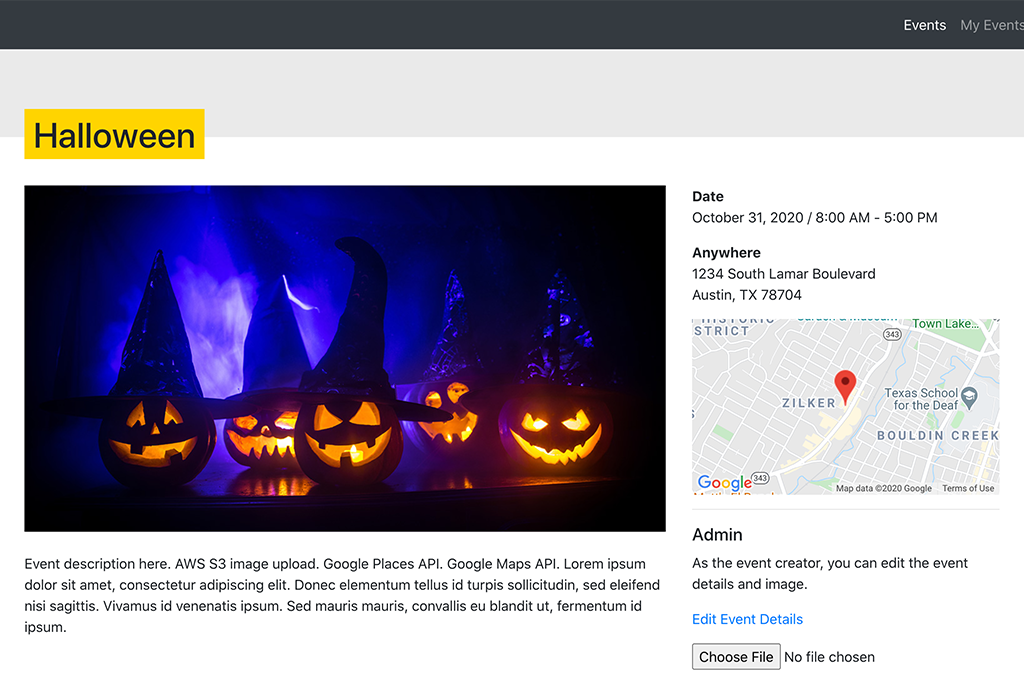 Events My Events
Halloween
Date
October 31, 2020 / 8:00 AM - 5:00 PM
Anywhere
1234 South Lamar Boulevard
Austin, TX 78704
HISTORIC
STRICT
Town Lake...
343
ZILKER
Texas School
for the Deaf
BOULDIN CREEK
Google
343
Map data ©2020 Google Terms of Use
Event description here. AWS S3 image upload. Google Places API. Google Maps API. Lorem ipsum
dolor sit amet, consectetur adipiscing elit. Donec elementum tellus id turpis sollicitudin, sed eleifend
nisi sagittis. Vivamus id venenatis ipsum. Sed mauris mauris, convallis eu blandit ut, fermentum id
ipsum.
Admin
As the event creator, you can edit the event
details and image.
Edit Event Details
Choose File No file chosen